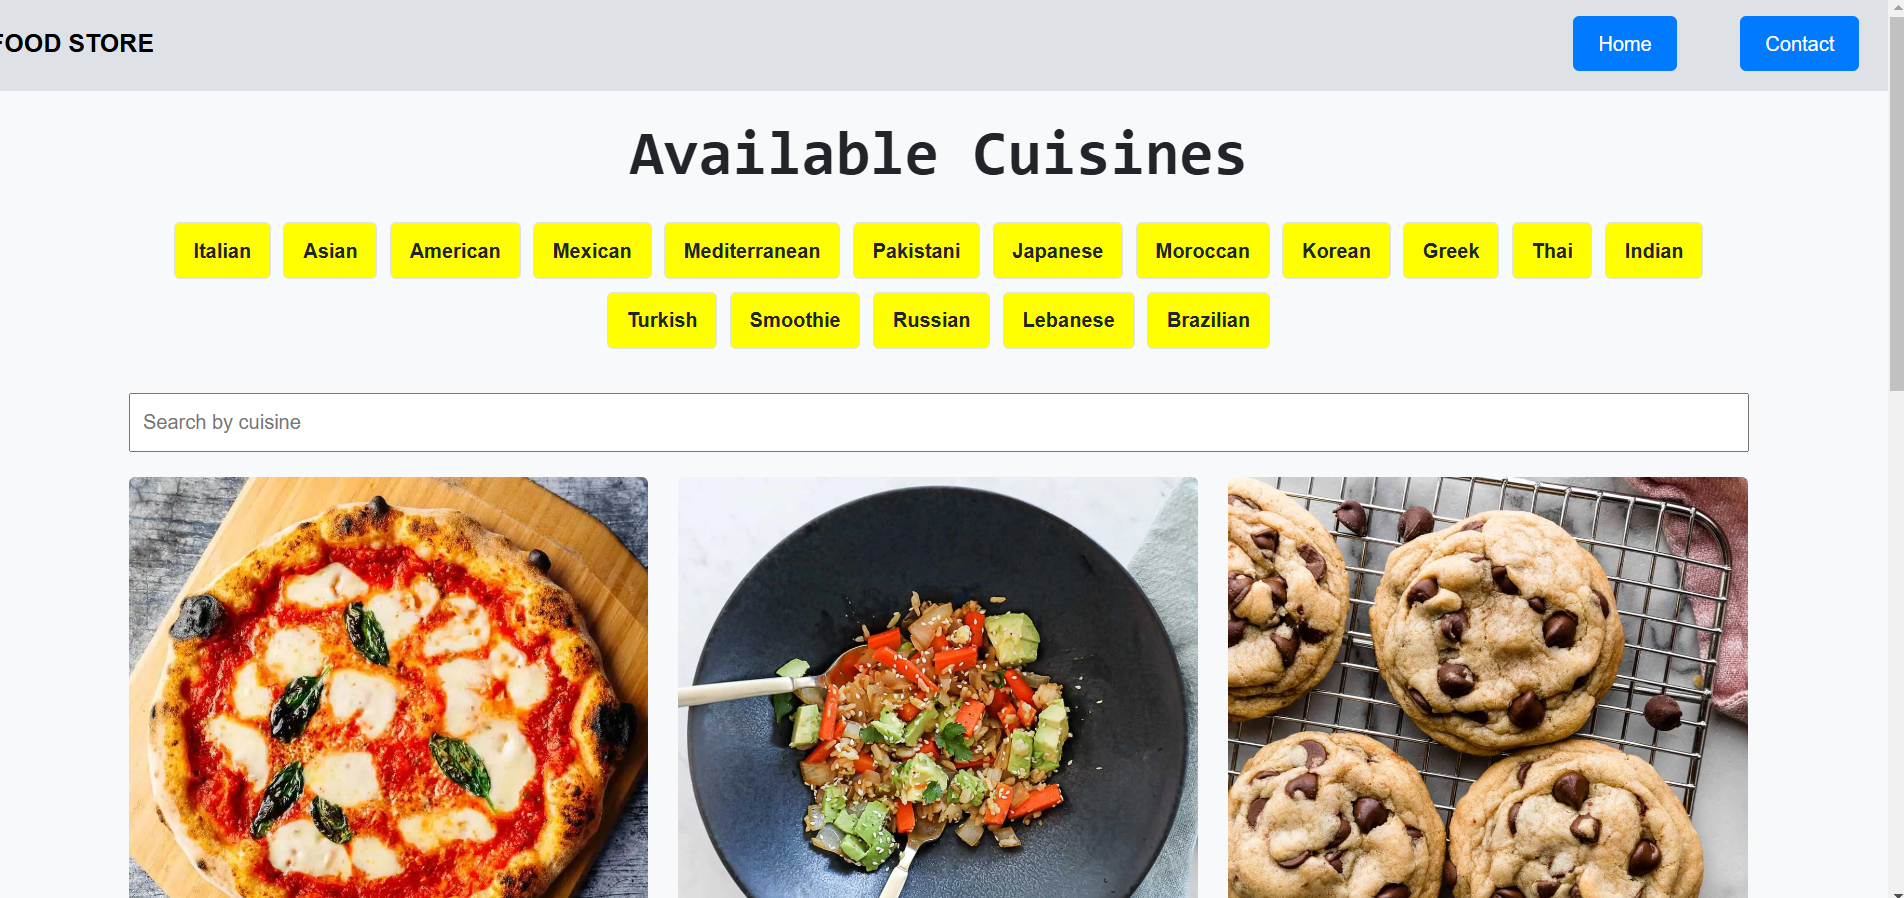 FOOD STORE
Home
Contact
Available Cuisines
Italian
Asian
American
Mexican
Mediterranean
Pakistani
Japanese
Moroccan
Korean
Greek
Thai
Indian
Turkish
Smoothie
Russian
Lebanese
Brazilian
Search by cuisine